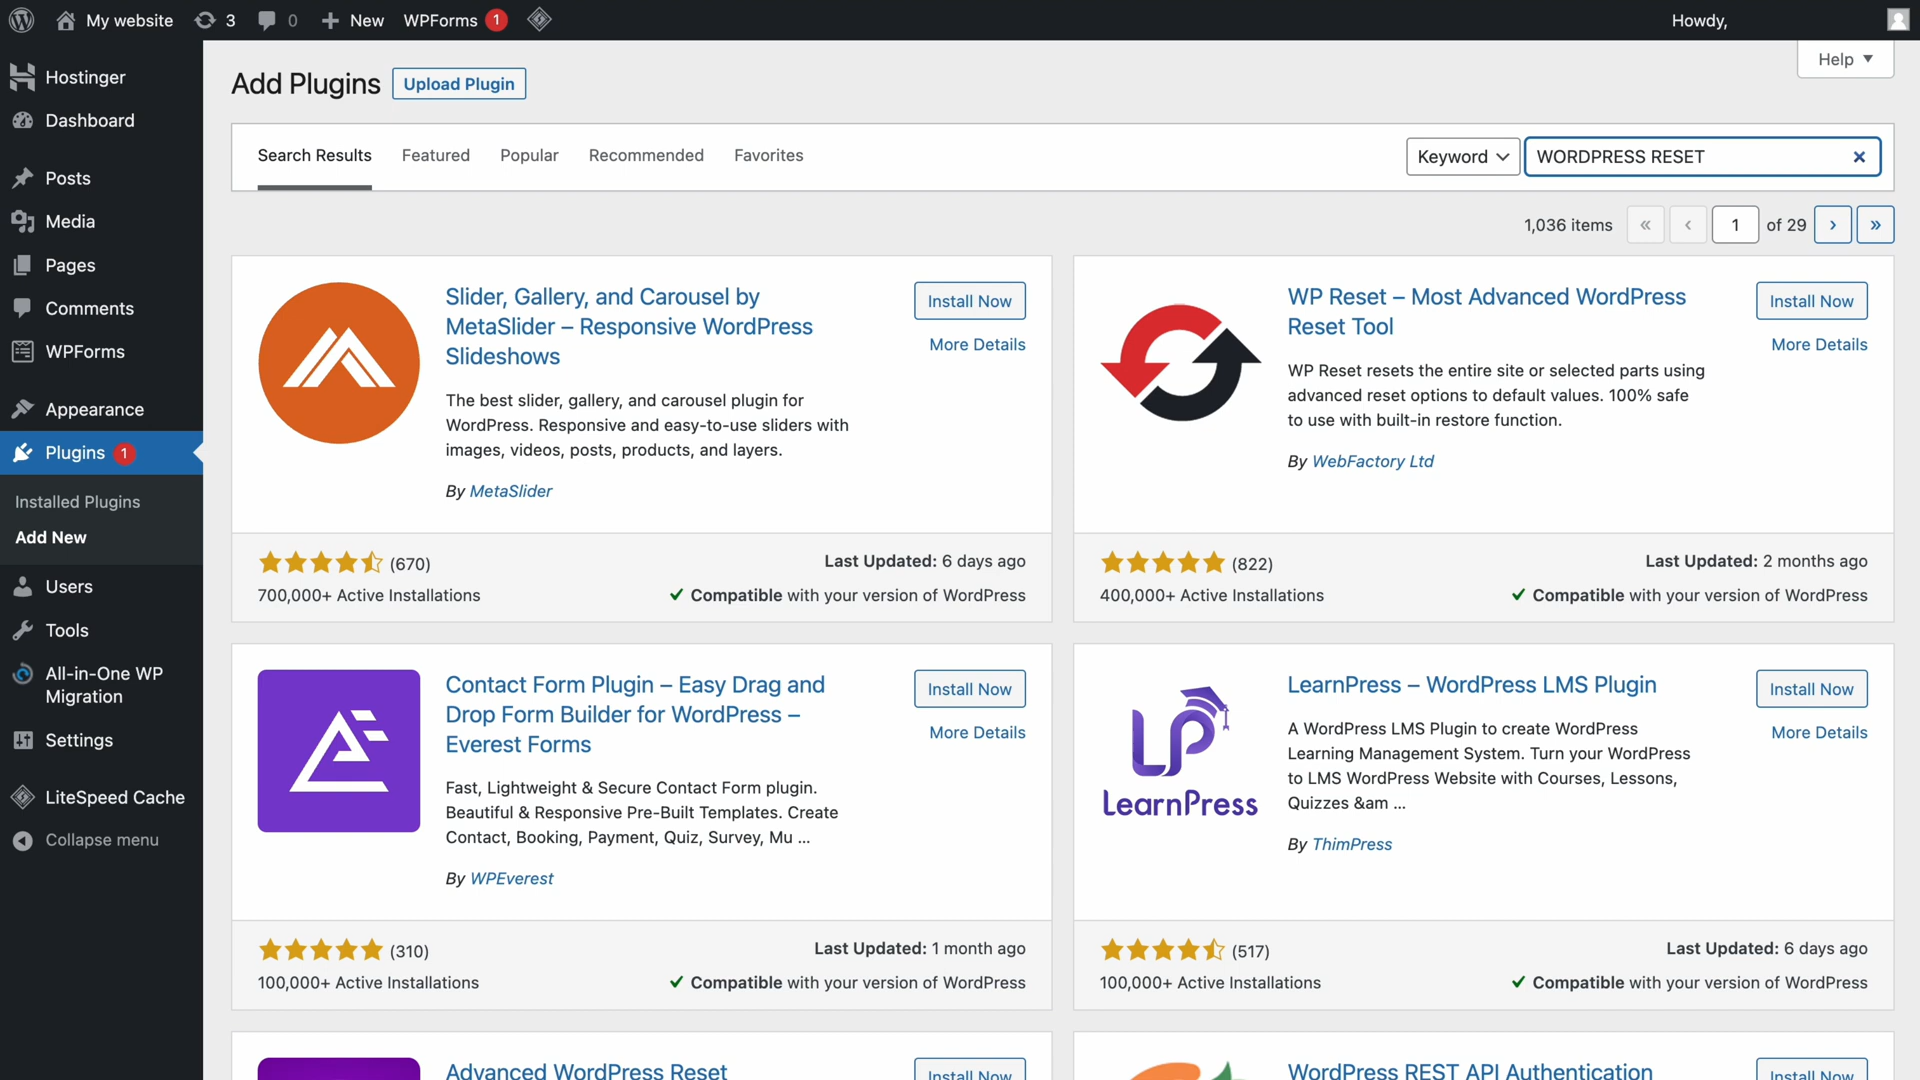 My website
3
0
New
WPForms 1
Howdy,
Hostinger
Dashboard
Posts
Media
Pages
Comments
WPForms
Appearance
Plugins 1
Installed Plugins
Add New
Users
Tools
All-in-One WP
Migration
Settings
LiteSpeed Cache
Collapse menu
Help
Add Plugins
Upload Plugin
Search Results
Featured
Popular
Recommended
Favorites
Keyword
WORDPRESS RESET
1,036 items
«
‹
1
of 29
›
»
Slider, Gallery, and Carousel by
MetaSlider – Responsive WordPress
Slideshows
Install Now
More Details
The best slider, gallery, and carousel plugin for
WordPress. Responsive and easy-to-use sliders with
images, videos, posts, products, and layers.
By MetaSlider
(670)
Last Updated: 6 days ago
700,000+ Active Installations
Compatible with your version of WordPress
WP Reset – Most Advanced WordPress
Reset Tool
Install Now
More Details
WP Reset resets the entire site or selected parts using
advanced reset options to default values. 100% safe
to use with built-in restore function.
By WebFactory Ltd
(822)
Last Updated: 2 months ago
400,000+ Active Installations
Compatible with your version of WordPress
Contact Form Plugin – Easy Drag and
Drop Form Builder for WordPress –
Everest Forms
Install Now
More Details
Fast, Lightweight & Secure Contact Form plugin.
Beautiful & Responsive Pre-Built Templates. Create
Contact, Booking, Payment, Quiz, Survey, Mu ...
By WPEverest
(310)
Last Updated: 1 month ago
100,000+ Active Installations
Compatible with your version of WordPress
LearnPress
LearnPress – WordPress LMS Plugin
Install Now
More Details
A WordPress LMS Plugin to create WordPress
Learning Management System. Turn your WordPress
to LMS WordPress Website with Courses, Lessons,
Quizzes &am ...
By ThimPress
(517)
Last Updated: 6 days ago
100,000+ Active Installations
Compatible with your version of WordPress
Advanced WordPress Reset
Install Now
WordPress REST API Authentication
Install Now